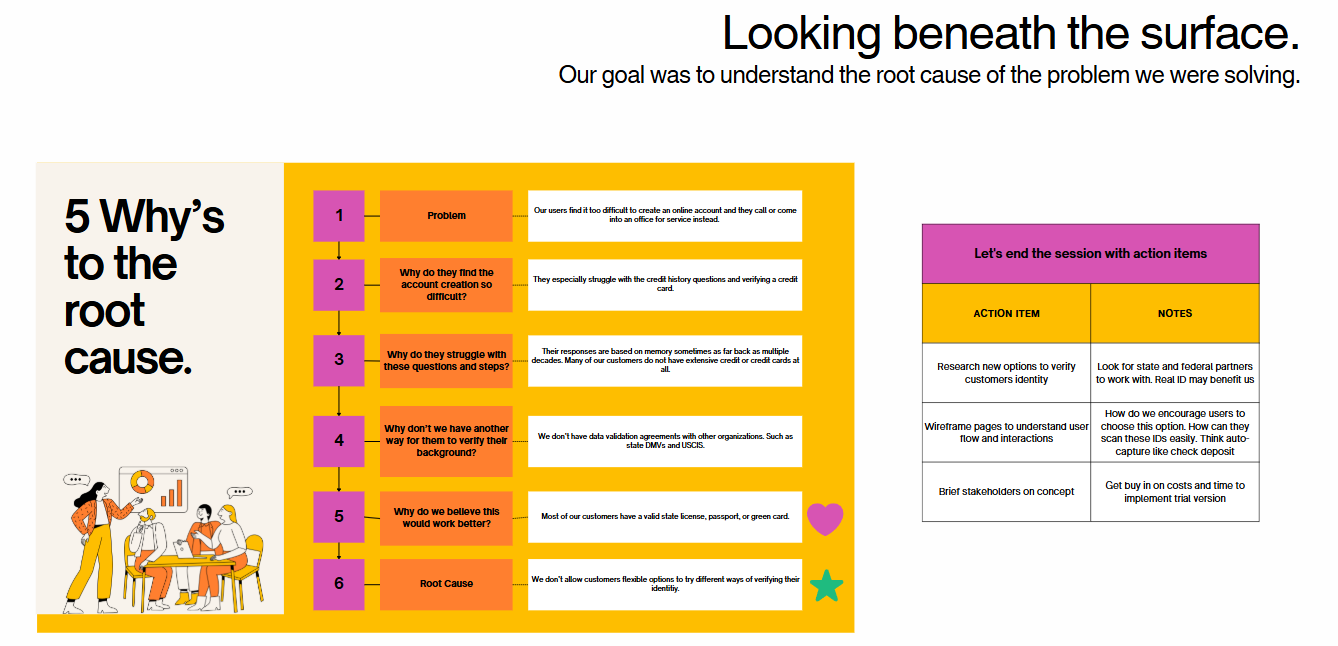 Looking beneath the surface.
Our goal was to understand the root cause of the problem we were solving.
5 Why’s
to the
root
cause.
1
Problem
Our users find it too difficult to create an online account and they call or come
into an office for service instead.
2
Why do they find the
account creation so
difficult?
They especially struggle with the credit history questions and verifying a credit
card.
3
Why do they struggle with
these questions and steps?
Their responses are based on memory sometimes as far back as multiple
decades. Many of our customers do not have extensive credit or credit cards at
all.
4
Why don’t we have another
way for them to verify their
background?
We don’t have data validation agreements with other organizations. Such as
state DMVs and USCIS.
5
Why do we believe this
would work better?
Most of our customers have a valid state license, passport, or green card.
6
Root Cause
We don’t allow customers flexible options to try different ways of verifying their
identitiy.
Let's end the session with action items
ACTION ITEM
NOTES
Research new options to verify
customers identity
Look for state and federal partners
to work with. Real ID may benefit us
Wireframe pages to understand user
flow and interactions
How do we encourage users to
choose this option. How can they
scan these IDs easily. Think auto-
capture like check deposit
Brief stakeholders on concept
Get buy in on costs and time to
implement trial version